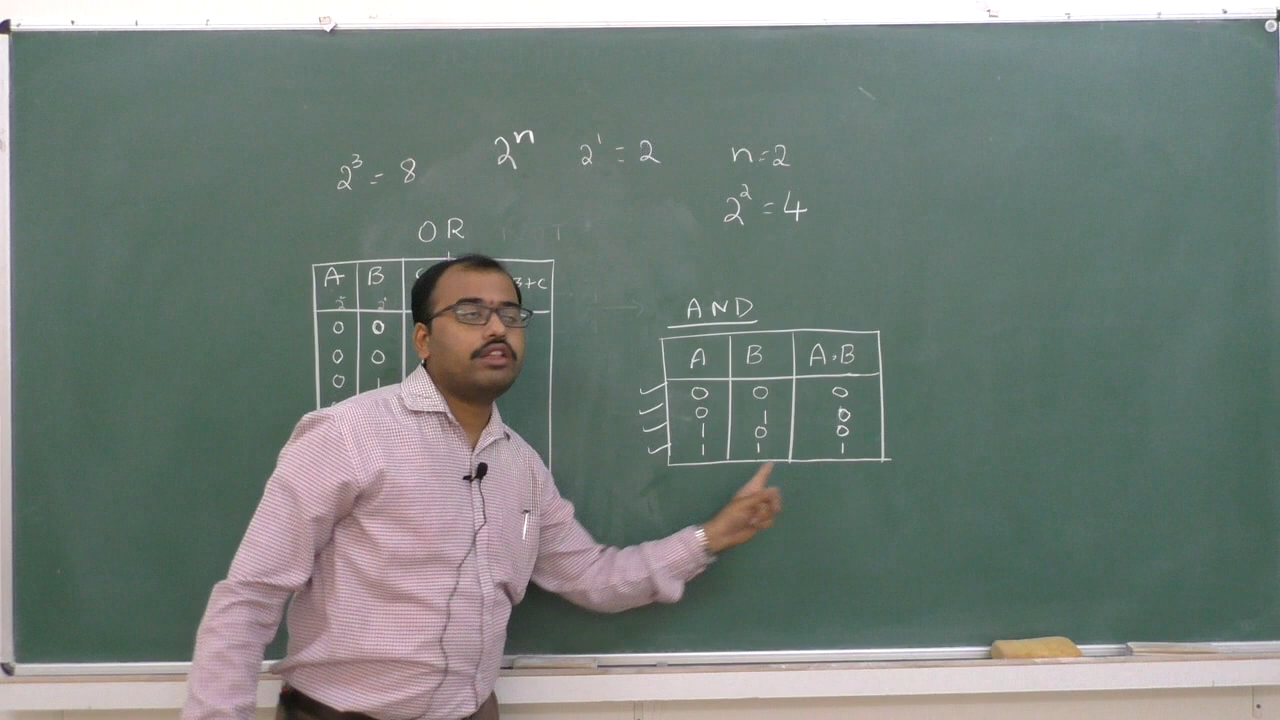 2³ = 8
2ⁿ
2¹ = 2
n=2
2² = 4
OR
A B 3+C
0 0
0 0
0 1
AND
A B A.B
0 0 0
0 1 0
1 0 0
1 1 1